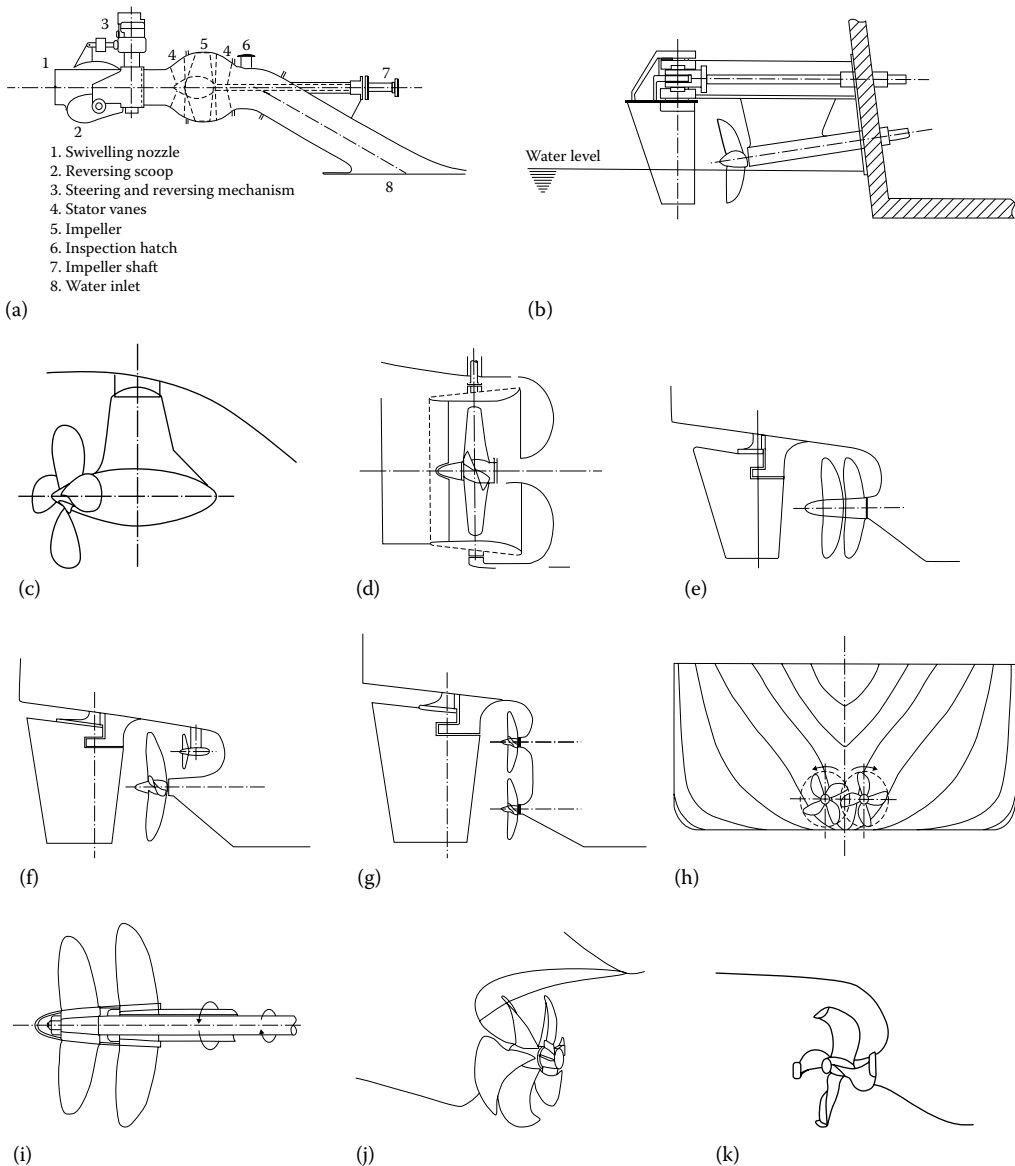 3
4
5
4
6
1
7
2
8
1. Swivelling nozzle
2. Reversing scoop
3. Steering and reversing mechanism
4. Stator vanes
5. Impeller
6. Inspection hatch
7. Impeller shaft
8. Water inlet
(a)
Water level
(b)
(c)
(d)
(e)
(f)
(g)
(h)
(i)
(j)
(k)